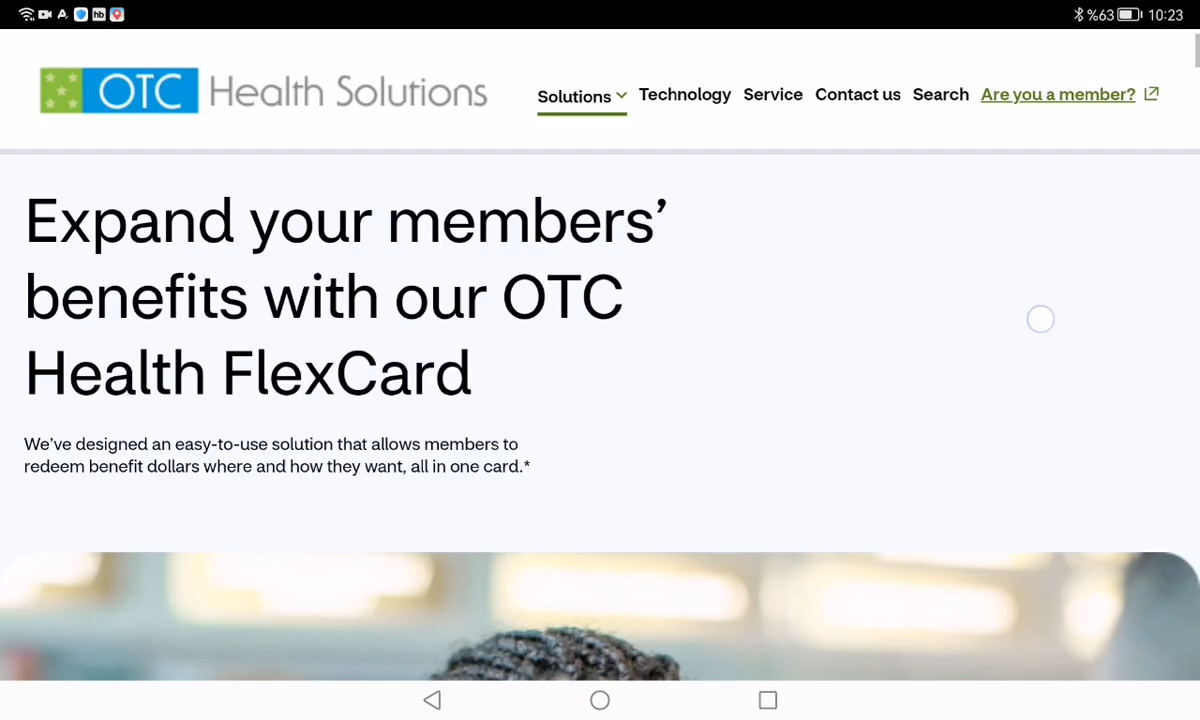 hb %63 10:23
OTC Health Solutions
Solutions Technology Service Contact us Search Are you a member?
Expand your members’
benefits with our OTC
Health FlexCard
We’ve designed an easy-to-use solution that allows members to
redeem benefit dollars where and how they want, all in one card.*